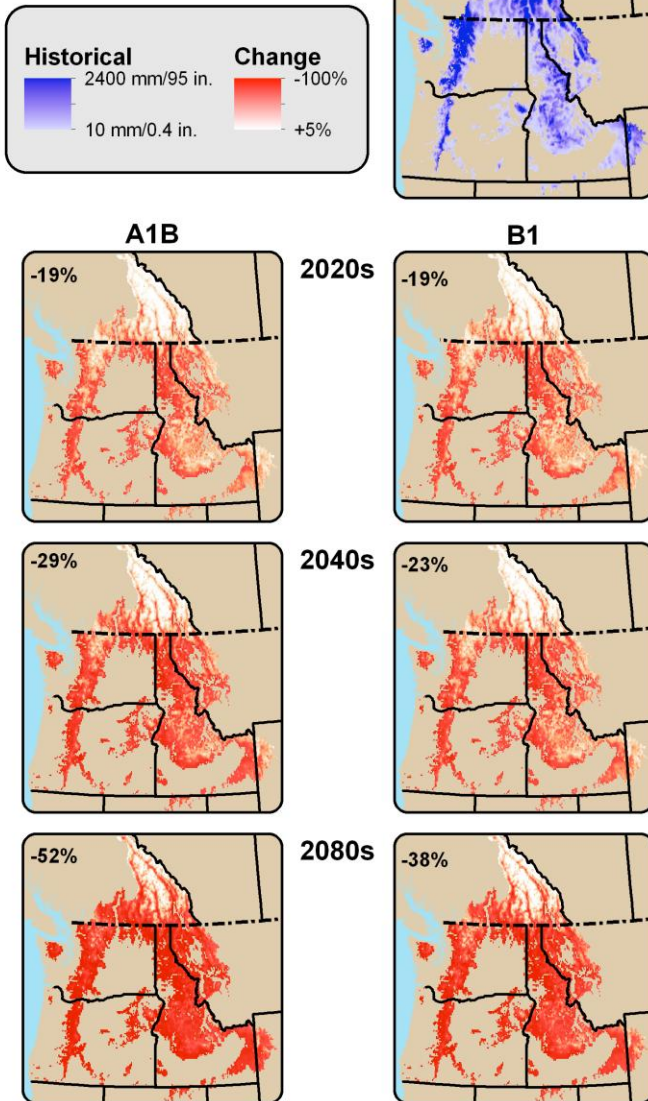 Historical Change
2400 mm/95 in. -100%
10 mm/0.4 in. +5%
A1B B1
-19% 2020s -19%
-29% 2040s -23%
-52% 2080s -38%